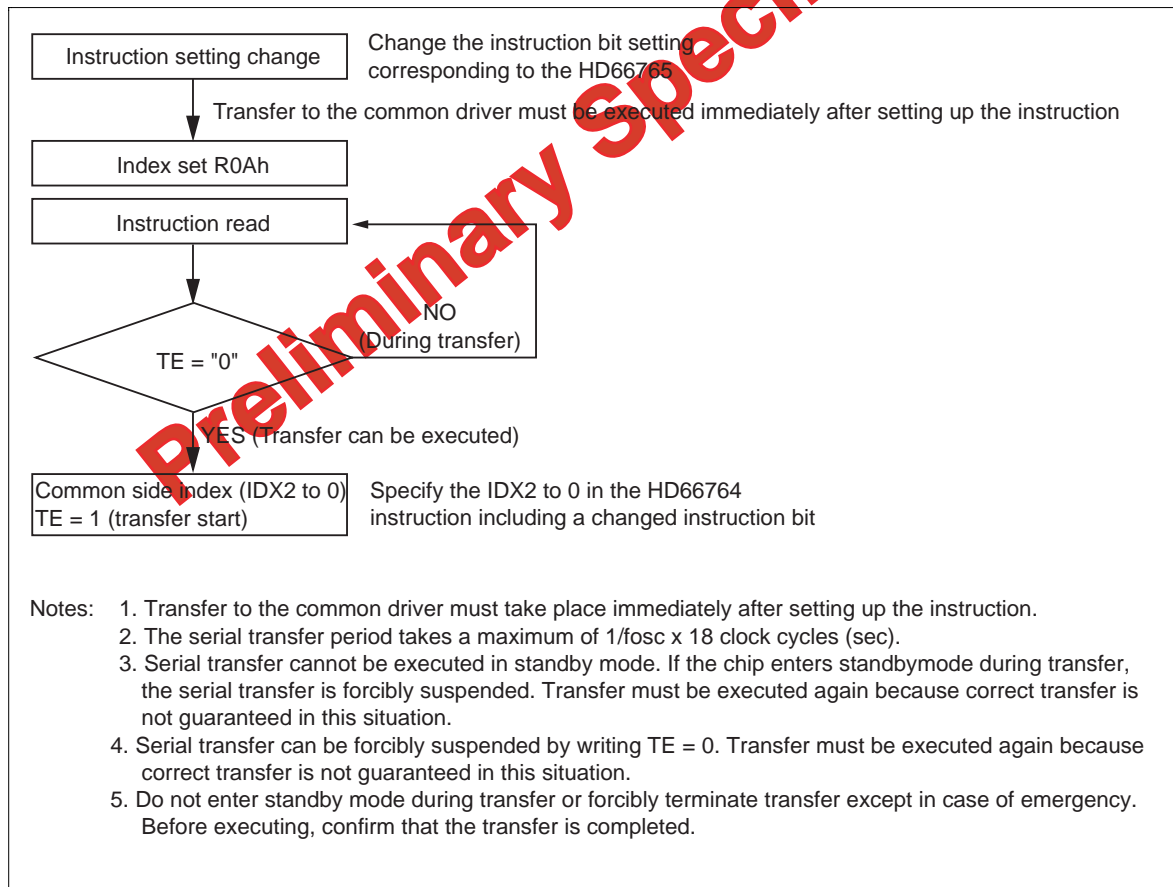 Instruction setting change
Change the instruction bit setting
corresponding to the HD66765
Transfer to the common driver must be executed immediately after setting up the instruction
Index set R0Ah
Instruction read
NO
(During transfer)
TE = "0"
YES (Transfer can be executed)
Common side index (IDX2 to 0)
TE = 1 (transfer start)
Specify the IDX2 to 0 in the HD66764
instruction including a changed instruction bit
Preliminary
Notes: 1. Transfer to the common driver must take place immediately after setting up the instruction.
2. The serial transfer period takes a maximum of 1/fosc x 18 clock cycles (sec).
3. Serial transfer cannot be executed in standby mode. If the chip enters standbymode during transfer,
the serial transfer is forcibly suspended. Transfer must be executed again because correct transfer is
not guaranteed in this situation.
4. Serial transfer can be forcibly suspended by writing TE = 0. Transfer must be executed again because
correct transfer is not guaranteed in this situation.
5. Do not enter standby mode during transfer or forcibly terminate transfer except in case of emergency.
Before executing, confirm that the transfer is completed.